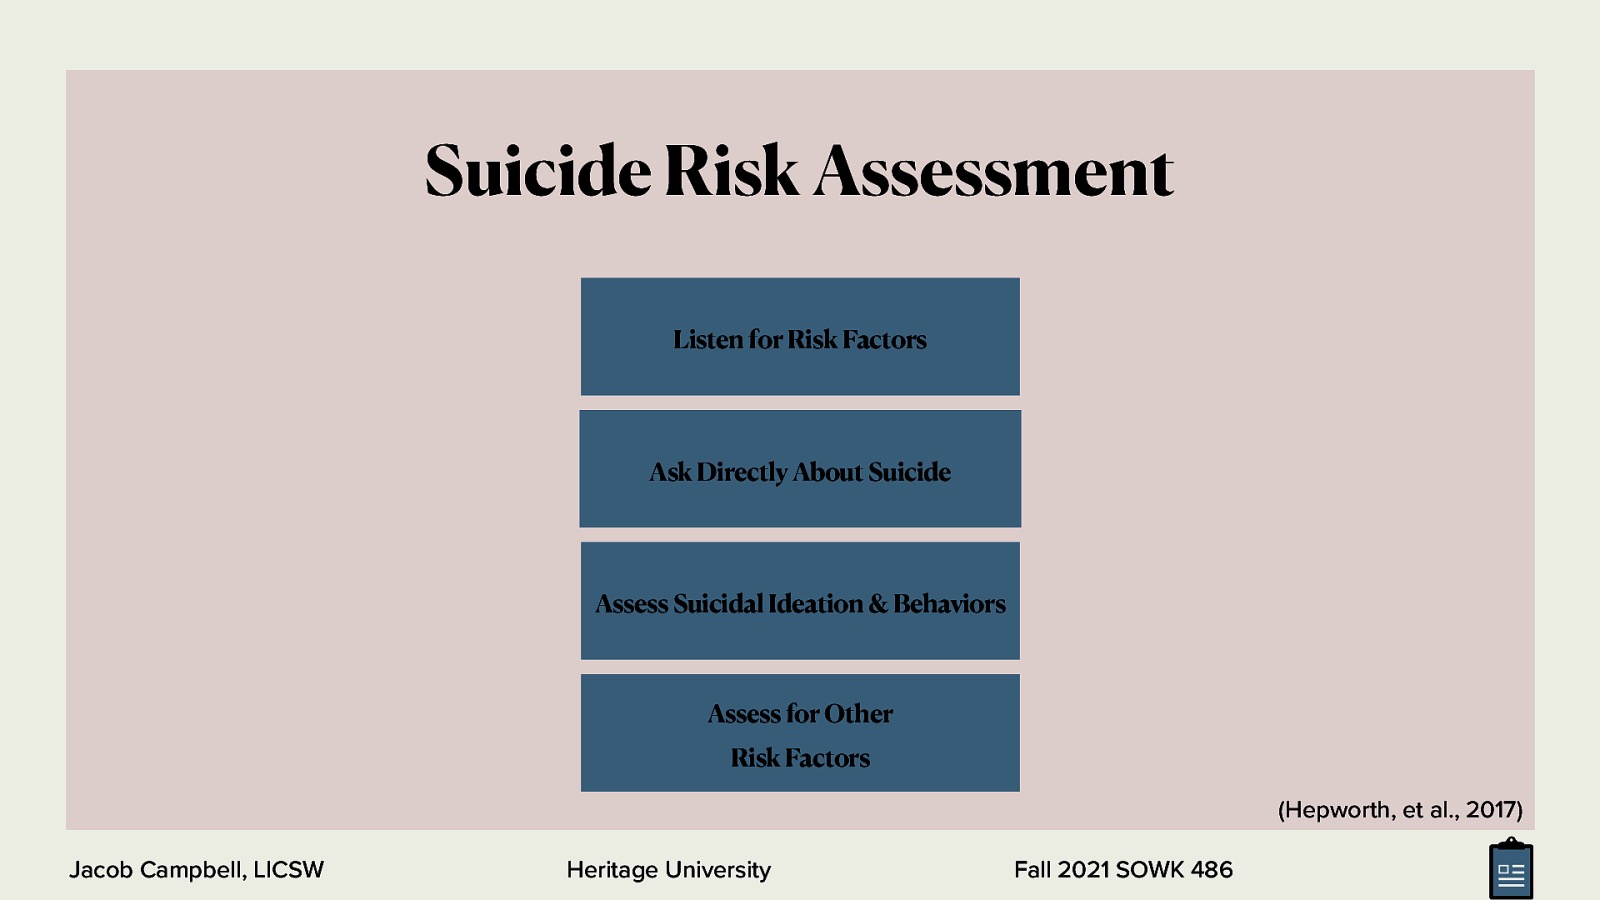 Suicide Risk Assessment
Listen for Risk Factors
Ask Directly About Suicide
Assess Suicidal Ideation & Behaviors
Assess for Other
Risk Factors
(Hepworth, et al., 2017)
Jacob Campbell, LICSW
Heritage University
Fall 2021 SOWK 486